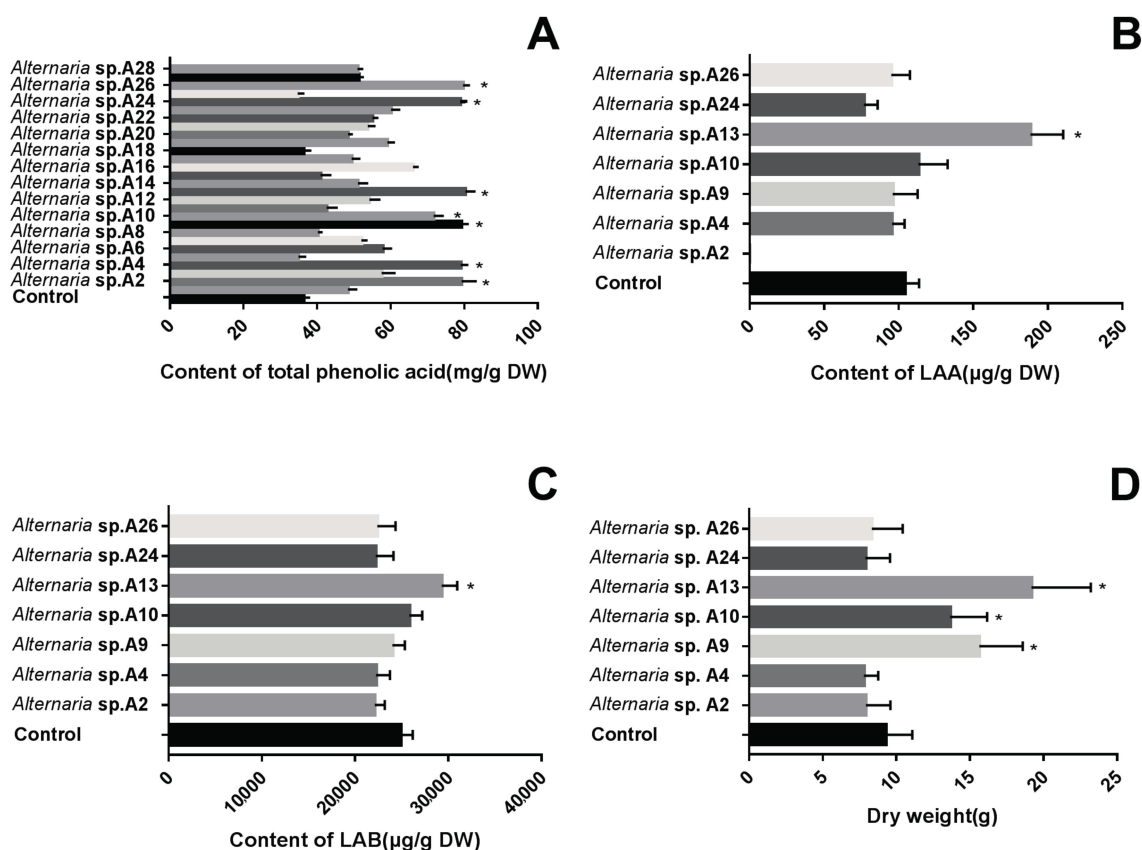 A
Alternaria sp.A28
Alternaria sp.A26
Alternaria sp.A24
Alternaria sp.A22
Alternaria sp.A20
Alternaria sp.A18
Alternaria sp.A16
Alternaria sp.A14
Alternaria sp.A12
Alternaria sp.A10
Alternaria sp.A8
Alternaria sp.A6
Alternaria sp.A4
Alternaria sp.A2
Control
*
*
*
*
*
*
*
0 20 40 60 80 100
Content of total phenolic acid(mg/g DW)
B
Alternaria sp.A26
Alternaria sp.A24
Alternaria sp.A13 *
Alternaria sp.A10
Alternaria sp.A9
Alternaria sp.A4
Alternaria sp.A2
Control
0 50 100 150 200 250
Content of LAA(µg/g DW)
C
Alternaria sp.A26
Alternaria sp.A24
Alternaria sp.A13 *
Alternaria sp.A10
Alternaria sp.A9
Alternaria sp.A4
Alternaria sp.A2
Control
0 10,000 20,000 30,000 40,000
Content of LAB(µg/g DW)
D
Alternaria sp. A26
Alternaria sp. A24
Alternaria sp. A13 *
Alternaria sp. A10 *
Alternaria sp. A9 *
Alternaria sp. A4
Alternaria sp. A2
Control
0 5 10 15 20 25
Dry weight(g)